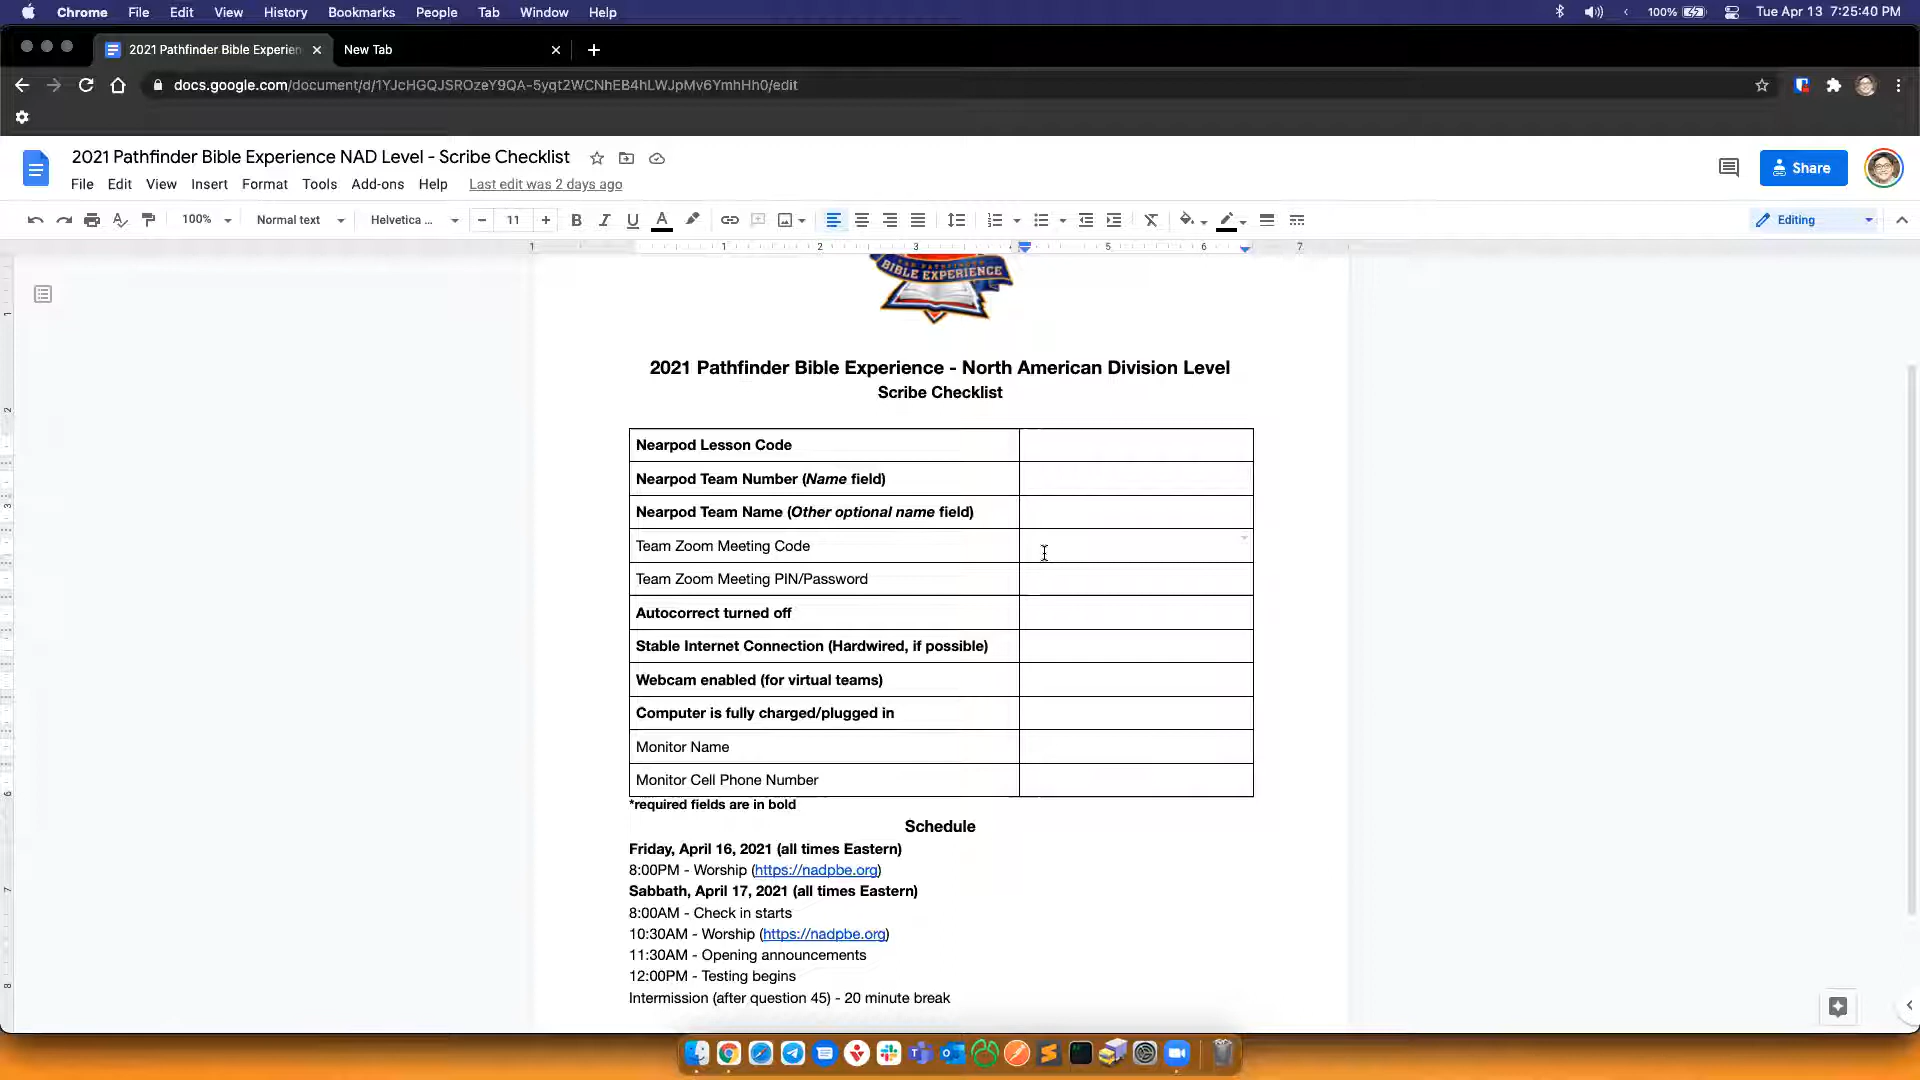 Chrome File Edit View History Bookmarks People Tab Window Help 100% Tue Apr 13 7:25:40 PM
2021 Pathfinder Bible Experien New Tab
docs.google.com/document/d/1YJcHGQJSROzeY9QA-5yqt2WCNhEB4hLWJpMv6YmhHh0/edit
2021 Pathfinder Bible Experience NAD Level - Scribe Checklist
Share
File Edit View Insert Format Tools Add-ons Help Last edit was 2 days ago
100% Normal text Helvetica ... 11 Editing
1 1 2 3 4 5 6 7
BIBLE EXPERIENCE
2021 Pathfinder Bible Experience - North American Division Level
Scribe Checklist
Nearpod Lesson Code
Nearpod Team Number (Name field)
Nearpod Team Name (Other optional name field)
Team Zoom Meeting Code
Team Zoom Meeting PIN/Password
Autocorrect turned off
Stable Internet Connection (Hardwired, if possible)
Webcam enabled (for virtual teams)
Computer is fully charged/plugged in
Monitor Name
Monitor Cell Phone Number
*required fields are in bold
Schedule
Friday, April 16, 2021 (all times Eastern)
8:00PM - Worship (https://nadpbe.org)
Sabbath, April 17, 2021 (all times Eastern)
8:00AM - Check in starts
10:30AM - Worship (https://nadpbe.org)
11:30AM - Opening announcements
12:00PM - Testing begins
Intermission (after question 45) - 20 minute break